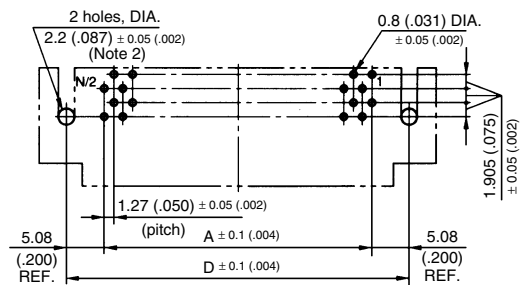 2 holes, DIA.
2.2 (.087) ± 0.05 (.002)
(Note 2)
0.8 (.031) DIA.
± 0.05 (.002)
N/2
1
1.905 (.075)
± 0.05 (.002)
1.27 (.050) ± 0.05 (.002)
(pitch)
5.08
(.200)
REF.
A ± 0.1 (.004)
D ± 0.1 (.004)
5.08
(.200)
REF.